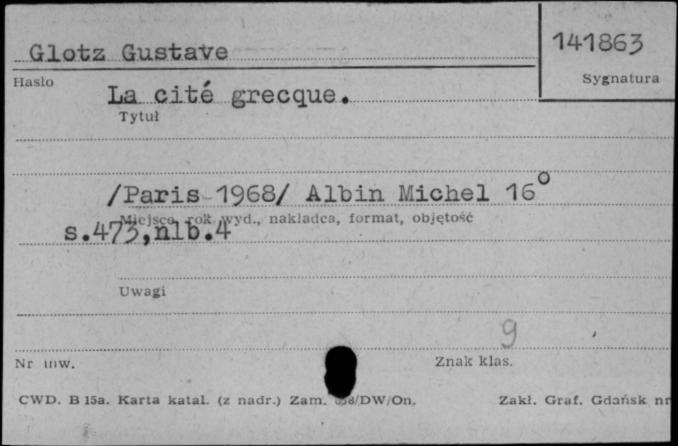 Glotz Gustave
141863
Hasło
Sygnatura
La cité grecque.
Tytuł
/Paris 1968/ Albin Michel 16°
Miejsce, rok wyd., nakładca, format, objętość
s.473,nlb.4
Uwagi
9
Nr inw.
Znak klas.
CWD. B 15a. Karta katal. (z nadr.) Zam. /DW/On.
Zakł. Graf. Gdańsk nr